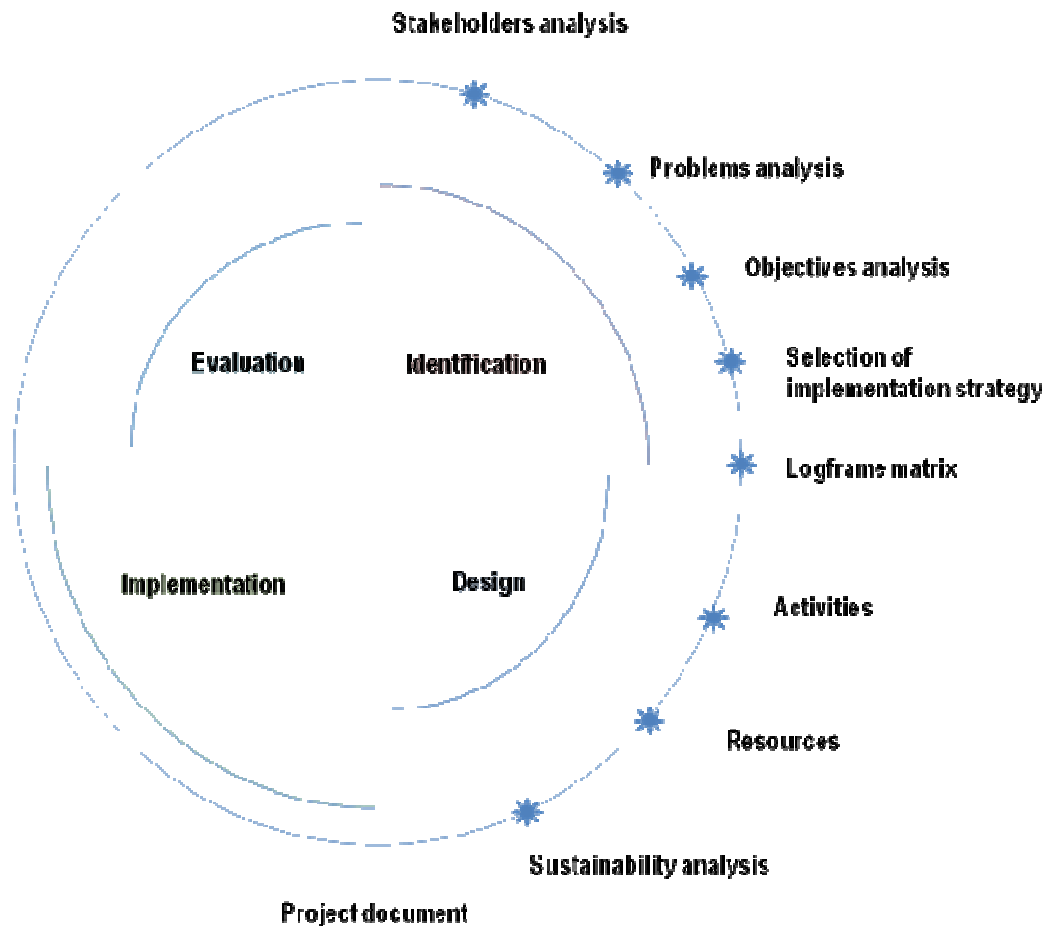 Stakeholders analysis
Problems analysis
Objectives analysis
Selection of
implementation strategy
Evaluation
Identification
Logframe matrix
Implementation
Design
Activities
Resources
Sustainability analysis
Project document